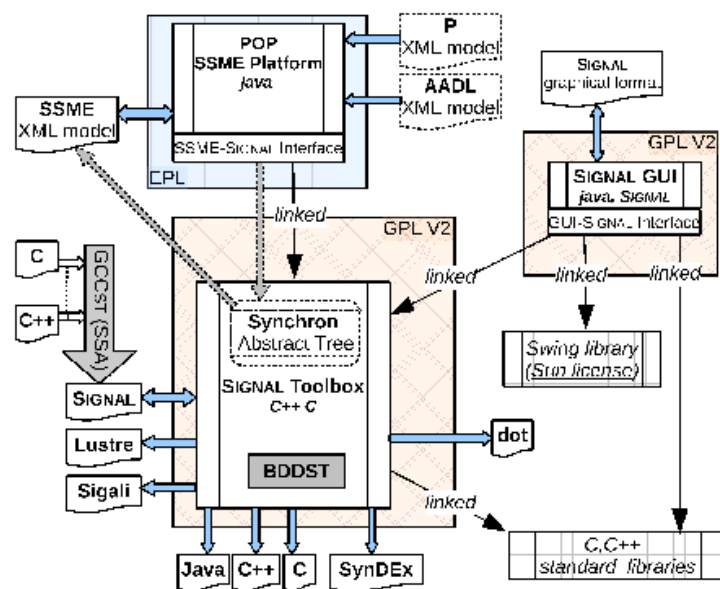 POP
SSME Platform
java
SSME-SIGNAL Interface
CPL
P
XML model
AADL
XML model
SSME
XML model
SIGNAL
graphical format
GPL V2
SIGNAL GUI
java, SIGNAL
GUI-SIGNAL Interface
linked
GPL V2
linked
linked
linked
C
C++
GCCST (SSA)
Synchron
Abstract Tree
SIGNAL Toolbox
C++ C
BDDST
Swing library
(Sun license)
SIGNAL
Lustre
Sigali
dot
linked
Java
C++
C
SynDEx
C,C++
standard libraries